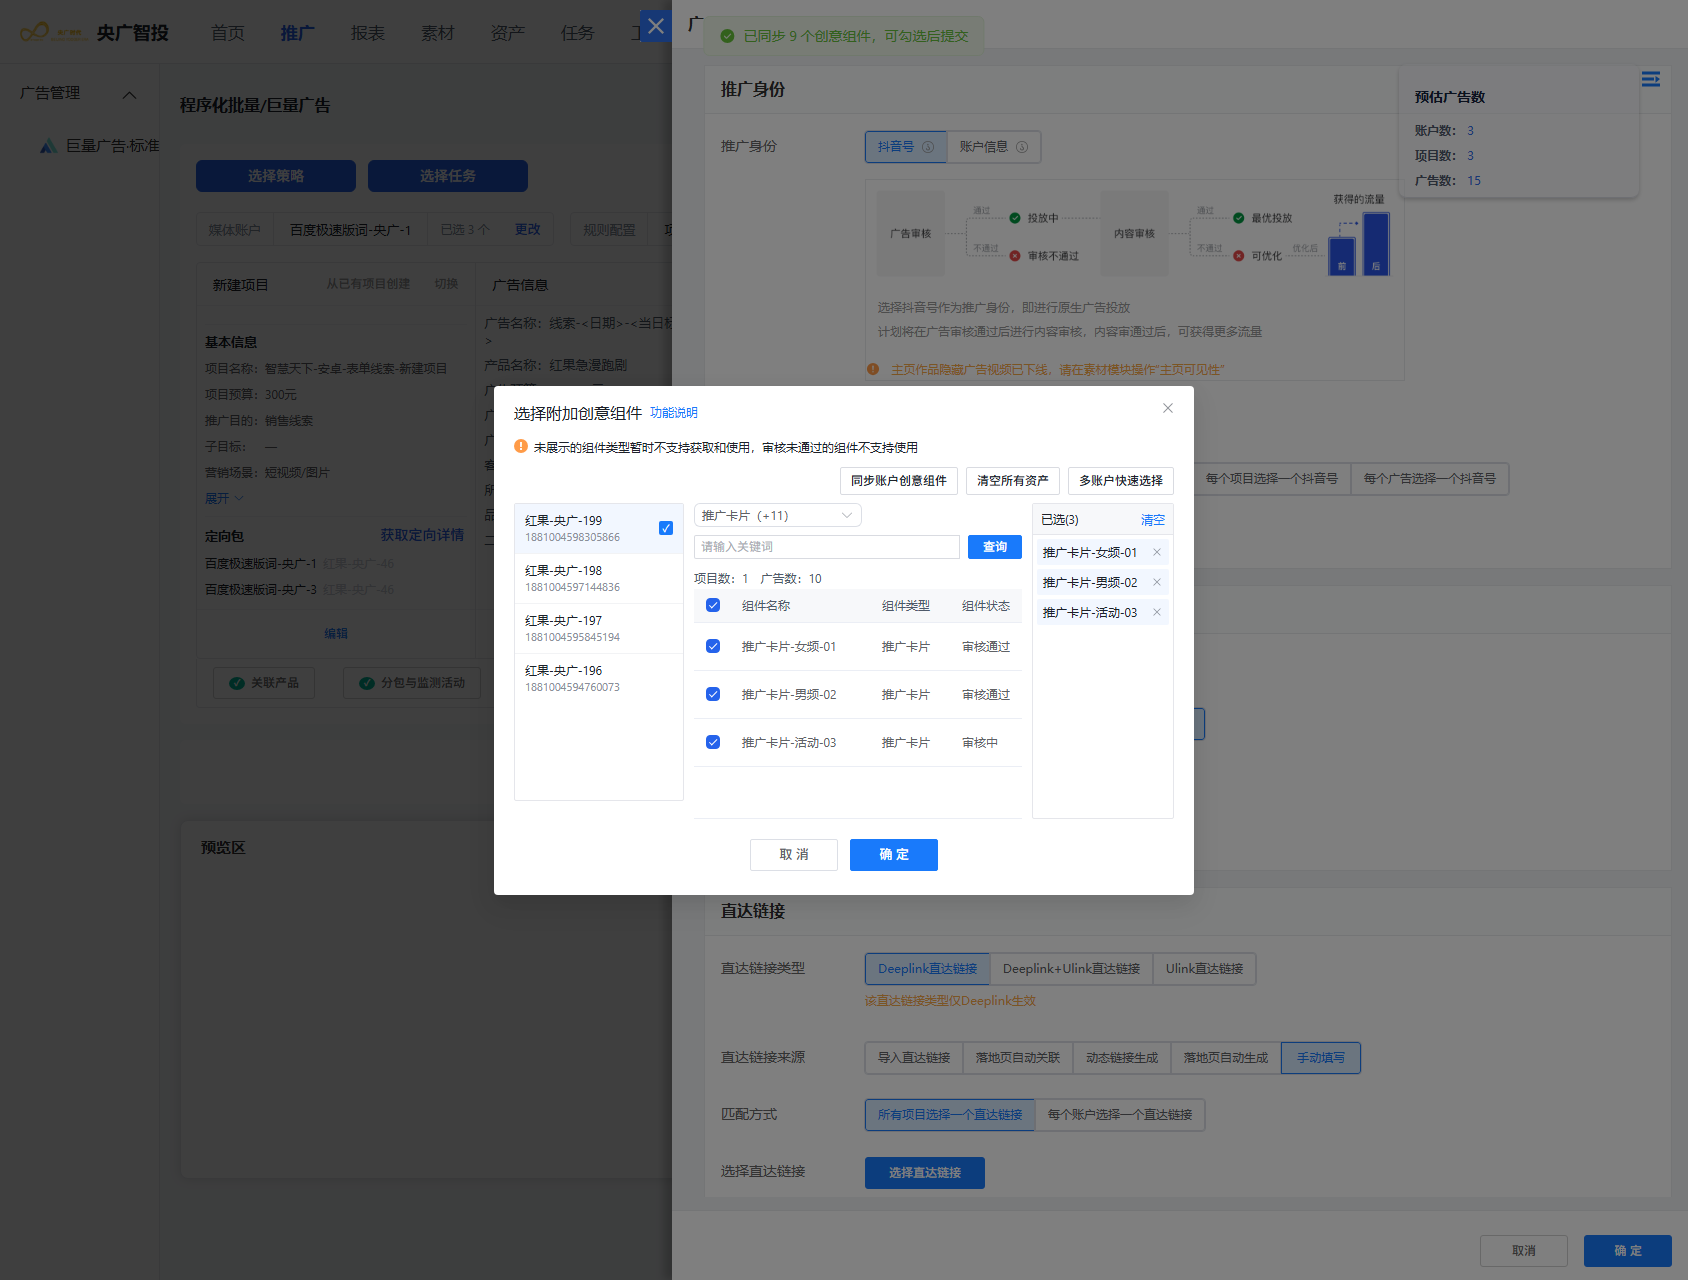 央广智投
首页
推广
报表
素材
资产
任务
已同步 9 个创意组件，可勾选后提交
广告管理
巨量广告-标准
程序化批量/巨量广告
选择策略
选择任务
媒体账户
百度极速版词-央广-1
已选 3 个
更改
规则配置
新建项目
从已有项目创建
切换
广告信息
基本信息
项目名称：智慧天下-安卓-表单线索-新建项目
项目预算：300元
推广目的：销售线索
子目标：—
营销场景：短视频/图片
展开
广告名称：线索-<日期>-<当日标
>
产品名称：红果急漫跑剧
定向包
获取定向详情
百度极速版词-央广-1 红果-央广-46
百度极速版词-央广-3 红果-央广-46
编辑
关联产品
分包与监测活动
预览区
推广身份
推广身份
抖音号
账户信息
预估广告数
账户数：3
项目数：3
广告数：15
广告审核
通过
投放中
不通过
审核不通过
内容审核
通过
最优投放
不通过
可优化
优化后
获得的流量
前
后
选择抖音号作为推广身份，即进行原生广告投放
计划将在广告审核通过后进行内容审核，内容审通过后，可获得更多流量
主页作品隐藏广告视频已下线，请在素材模块操作“主页可见性”
每个项目选择一个抖音号
每个广告选择一个抖音号
选择附加创意组件 功能说明
未展示的组件类型暂时不支持获取和使用，审核未通过的组件不支持使用
同步账户创意组件
清空所有资产
多账户快速选择
红果-央广-199
1881004598305866
红果-央广-198
1881004597144836
红果-央广-197
1881004595845194
红果-央广-196
1881004594760073
推广卡片（+11）
请输入关键词
查询
项目数：1 广告数：10
组件名称 组件类型 组件状态
推广卡片-女频-01 推广卡片 审核通过
推广卡片-男频-02 推广卡片 审核通过
推广卡片-活动-03 推广卡片 审核中
已选(3) 清空
推广卡片-女频-01
推广卡片-男频-02
推广卡片-活动-03
取 消
确 定
直达链接
直达链接类型
Deeplink直达链接
Deeplink+Ulink直达链接
Ulink直达链接
该直达链接类型仅Deeplink生效
直达链接来源
导入直达链接
落地页自动关联
动态链接生成
落地页自动生成
手动填写
匹配方式
所有项目选择一个直达链接
每个账户选择一个直达链接
选择直达链接
选择直达链接
取消
确 定